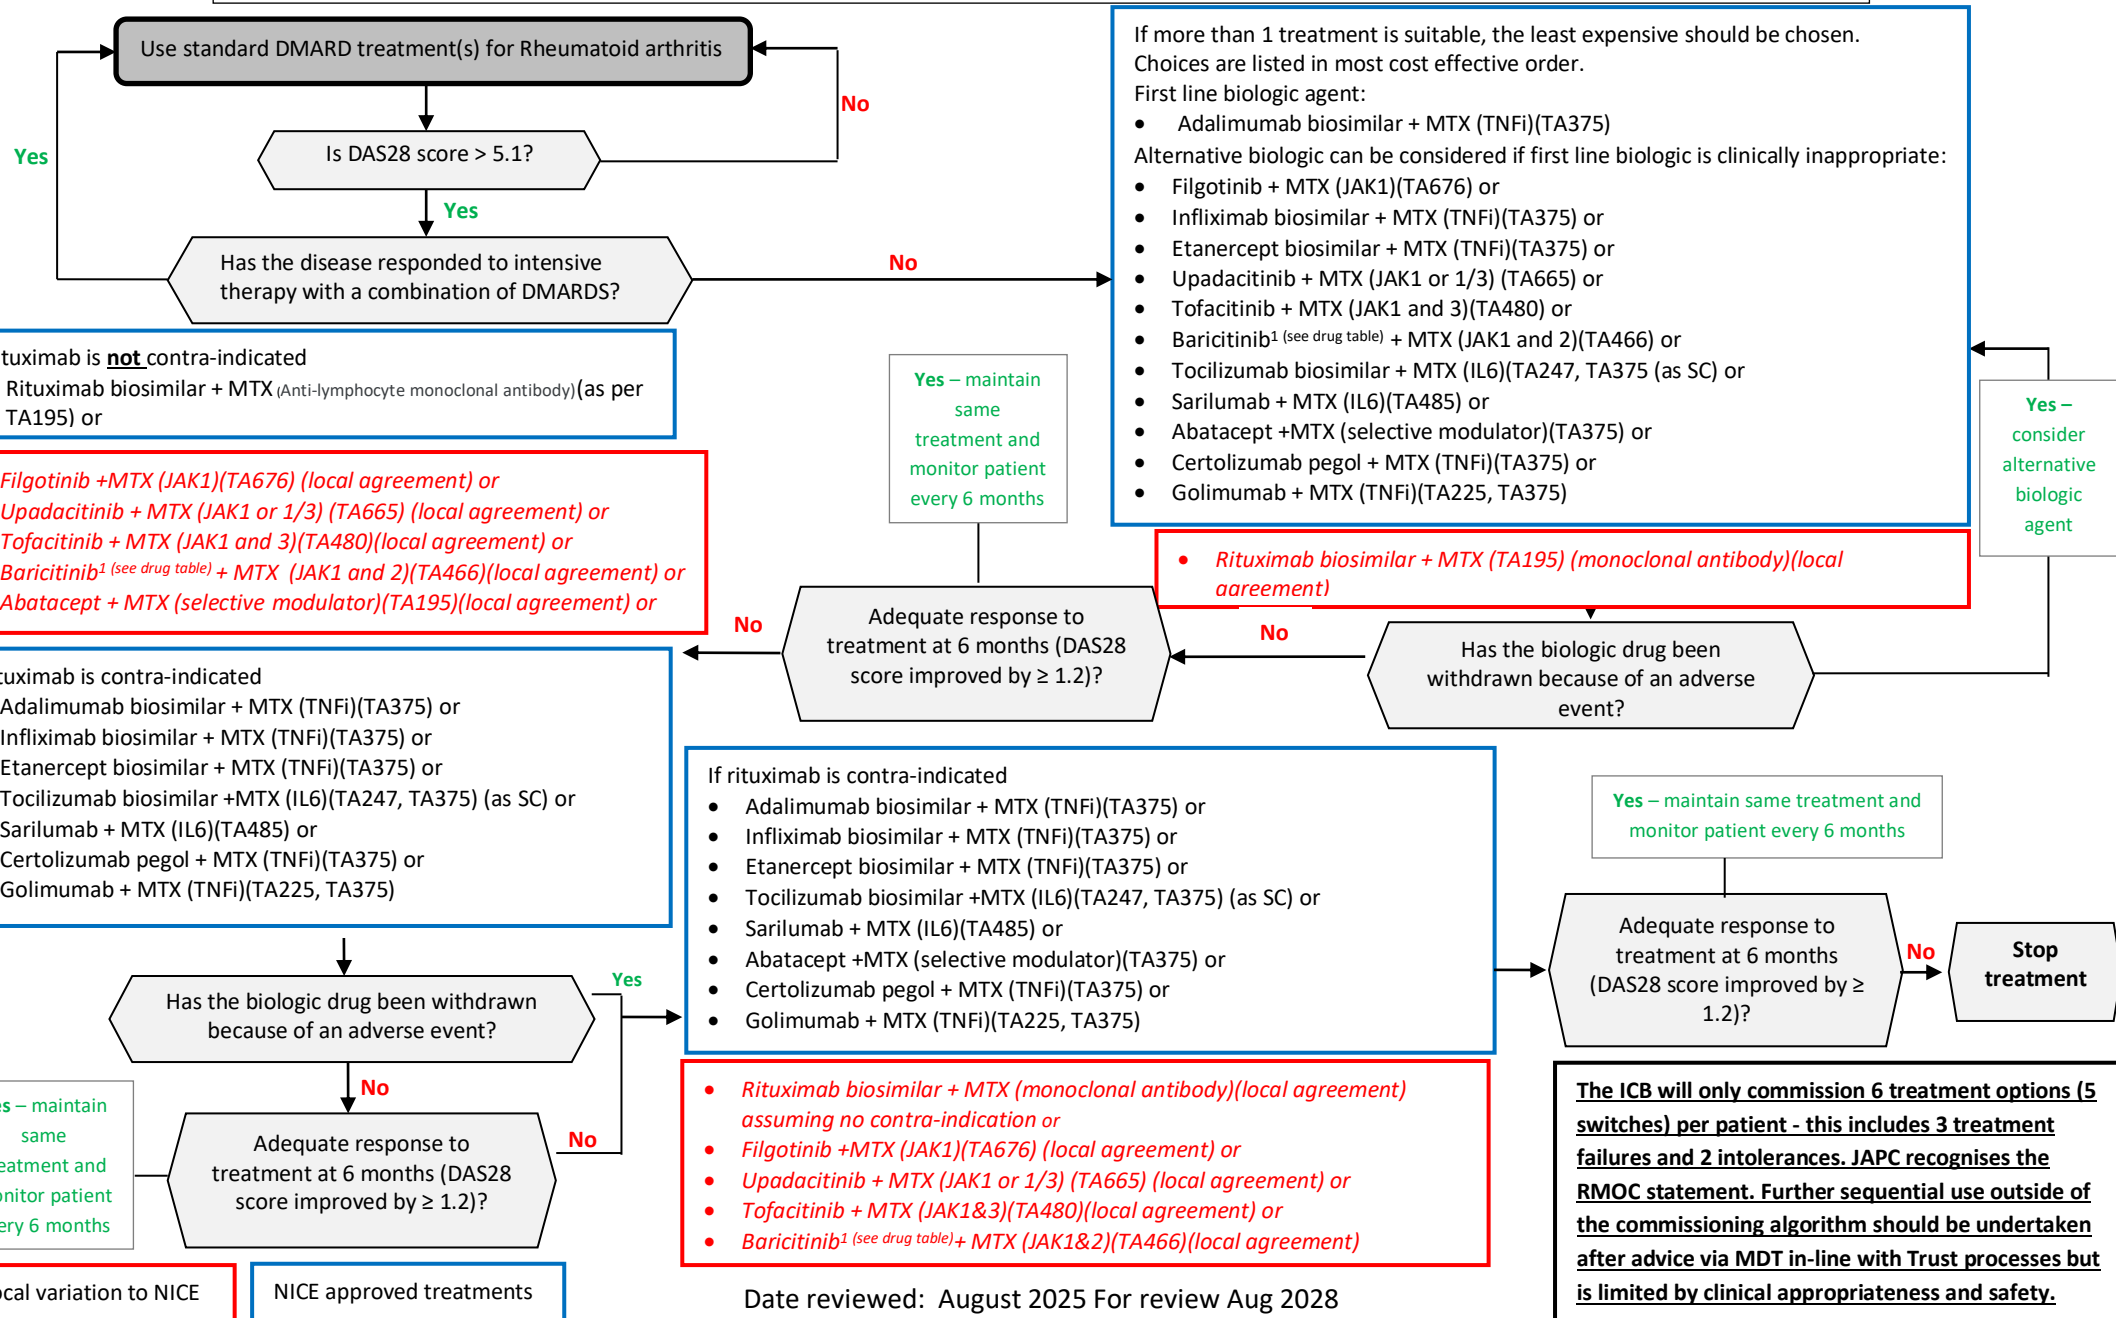 Use standard DMARD treatment(s) for Rheumatoid arthritis
No
Is DAS28 score > 5.1?
Yes
Yes
Has the disease responded to intensive
therapy with a combination of DMARDS?
No
If more than 1 treatment is suitable, the least expensive should be chosen.
Choices are listed in most cost effective order.
First line biologic agent:
• Adalimumab biosimilar + MTX (TNFi)(TA375)
Alternative biologic can be considered if first line biologic is clinically inappropriate:
• Filgotinib + MTX (JAK1)(TA676) or
• Infliximab biosimilar + MTX (TNFi)(TA375) or
• Etanercept biosimilar + MTX (TNFi)(TA375) or
• Upadacitinib + MTX (JAK1 or 1/3) (TA665) or
• Tofacitinib + MTX (JAK1 and 3)(TA480) or
• Baricitinib1 (see drug table) + MTX (JAK1 and 2)(TA466) or
• Tocilizumab biosimilar + MTX (IL6)(TA247, TA375 (as SC) or
• Sarilumab + MTX (IL6)(TA485) or
• Abatacept +MTX (selective modulator)(TA375) or
• Certolizumab pegol + MTX (TNFi)(TA375) or
• Golimumab + MTX (TNFi)(TA225, TA375)
• Rituximab biosimilar + MTX (TA195) (monoclonal antibody)(local
agreement)
Yes –
consider
alternative
biologic
agent
Has the biologic drug been
withdrawn because of an adverse
event?
No
Yes – maintain
same
treatment and
monitor patient
every 6 months
Adequate response to
treatment at 6 months (DAS28
score improved by ≥ 1.2)?
No
tuximab is not contra-indicated
Rituximab biosimilar + MTX (Anti-lymphocyte monoclonal antibody)(as per
TA195) or
Filgotinib +MTX (JAK1)(TA676) (local agreement) or
Upadacitinib + MTX (JAK1 or 1/3) (TA665) (local agreement) or
Tofacitinib + MTX (JAK1 and 3)(TA480)(local agreement) or
Baricitinib1 (see drug table) + MTX (JAK1 and 2)(TA466)(local agreement) or
Abatacept + MTX (selective modulator)(TA195)(local agreement) or
tuximab is contra-indicated
Adalimumab biosimilar + MTX (TNFi)(TA375) or
Infliximab biosimilar + MTX (TNFi)(TA375) or
Etanercept biosimilar + MTX (TNFi)(TA375) or
Tocilizumab biosimilar +MTX (IL6)(TA247, TA375) (as SC) or
Sarilumab + MTX (IL6)(TA485) or
Certolizumab pegol + MTX (TNFi)(TA375) or
Golimumab + MTX (TNFi)(TA225, TA375)
Has the biologic drug been withdrawn
because of an adverse event?
Yes
No
Adequate response to
treatment at 6 months (DAS28
score improved by ≥ 1.2)?
No
es – maintain
same
eatment and
onitor patient
ery 6 months
If rituximab is contra-indicated
• Adalimumab biosimilar + MTX (TNFi)(TA375) or
• Infliximab biosimilar + MTX (TNFi)(TA375) or
• Etanercept biosimilar + MTX (TNFi)(TA375) or
• Tocilizumab biosimilar +MTX (IL6)(TA247, TA375) (as SC) or
• Sarilumab + MTX (IL6)(TA485) or
• Abatacept +MTX (selective modulator)(TA375) or
• Certolizumab pegol + MTX (TNFi)(TA375) or
• Golimumab + MTX (TNFi)(TA225, TA375)
• Rituximab biosimilar + MTX (monoclonal antibody)(local agreement)
assuming no contra-indication or
• Filgotinib +MTX (JAK1)(TA676) (local agreement) or
• Upadacitinib + MTX (JAK1 or 1/3) (TA665) (local agreement) or
• Tofacitinib + MTX (JAK1&3)(TA480)(local agreement) or
• Baricitinib1 (see drug table)+ MTX (JAK1&2)(TA466)(local agreement)
Yes – maintain same treatment and
monitor patient every 6 months
Adequate response to
treatment at 6 months
(DAS28 score improved by ≥
1.2)?
No
Stop
treatment
The ICB will only commission 6 treatment options (5
switches) per patient - this includes 3 treatment
failures and 2 intolerances. JAPC recognises the
RMOC statement. Further sequential use outside of
the commissioning algorithm should be undertaken
after advice via MDT in-line with Trust processes but
is limited by clinical appropriateness and safety.
ocal variation to NICE
NICE approved treatments
Date reviewed: August 2025 For review Aug 2028